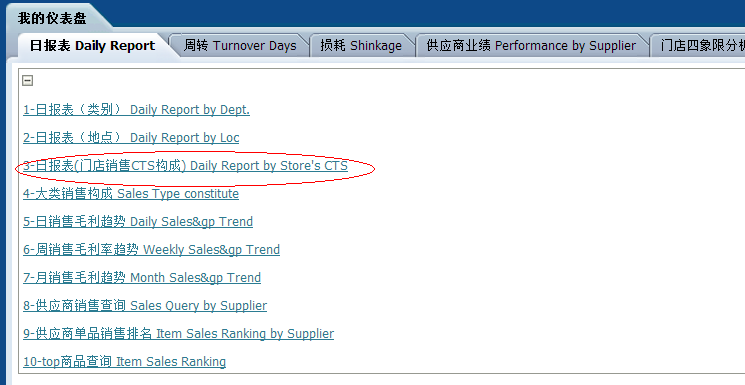 我的仪表盘
日报表 Daily Report 周转 Turnover Days 损耗 Shinkage 供应商业绩 Performance by Supplier 门店四象限分析
1-日报表（类别） Daily Report by Dept.
2-日报表（地点） Daily Report by Loc
3-日报表(门店销售CTS构成) Daily Report by Store's CTS
4-大类销售构成 Sales Type constitute
5-日销售毛利趋势 Daily Sales&gp Trend
6-周销售毛利率趋势 Weekly Sales&gp Trend
7-月销售毛利趋势 Month Sales&gp Trend
8-供应商销售查询 Sales Query by Supplier
9-供应商单品销售排名 Item Sales Ranking by Supplier
10-top商品查询 Item Sales Ranking